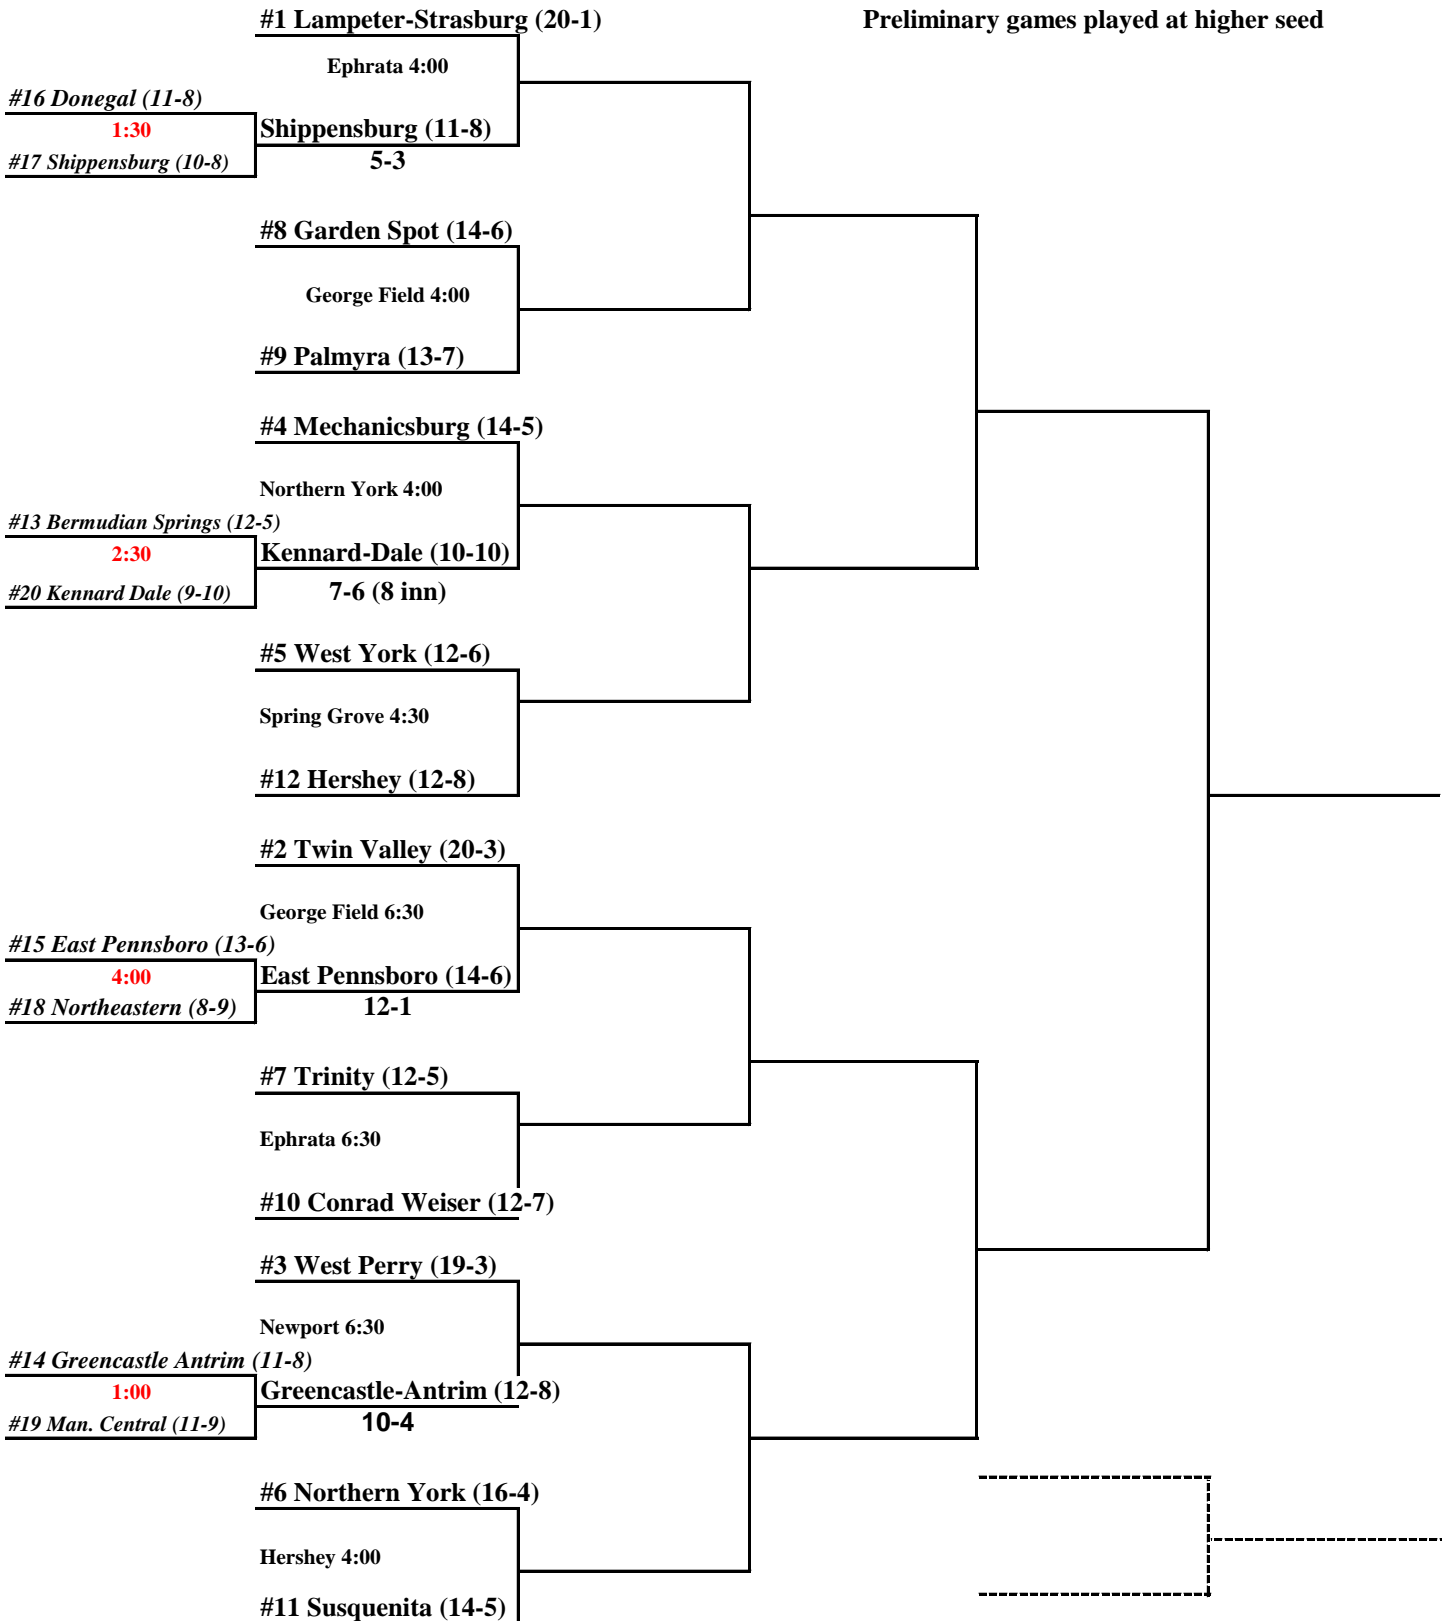 #1 Lampeter-Strasburg (20-1)
Preliminary games played at higher seed
Ephrata 4:00
#16 Donegal (11-8)
1:30
Shippensburg (11-8)
#17 Shippensburg (10-8)
5-3
#8 Garden Spot (14-6)
George Field 4:00
#9 Palmyra (13-7)
#4 Mechanicsburg (14-5)
Northern York 4:00
#13 Bermudian Springs (12-5)
2:30
Kennard-Dale (10-10)
#20 Kennard Dale (9-10)
7-6 (8 inn)
#5 West York (12-6)
Spring Grove 4:30
#12 Hershey (12-8)
#2 Twin Valley (20-3)
George Field 6:30
#15 East Pennsboro (13-6)
4:00
East Pennsboro (14-6)
#18 Northeastern (8-9)
12-1
#7 Trinity (12-5)
Ephrata 6:30
#10 Conrad Weiser (12-7)
#3 West Perry (19-3)
Newport 6:30
#14 Greencastle Antrim (11-8)
1:00
Greencastle-Antrim (12-8)
#19 Man. Central (11-9)
10-4
#6 Northern York (16-4)
Hershey 4:00
#11 Susquenita (14-5)